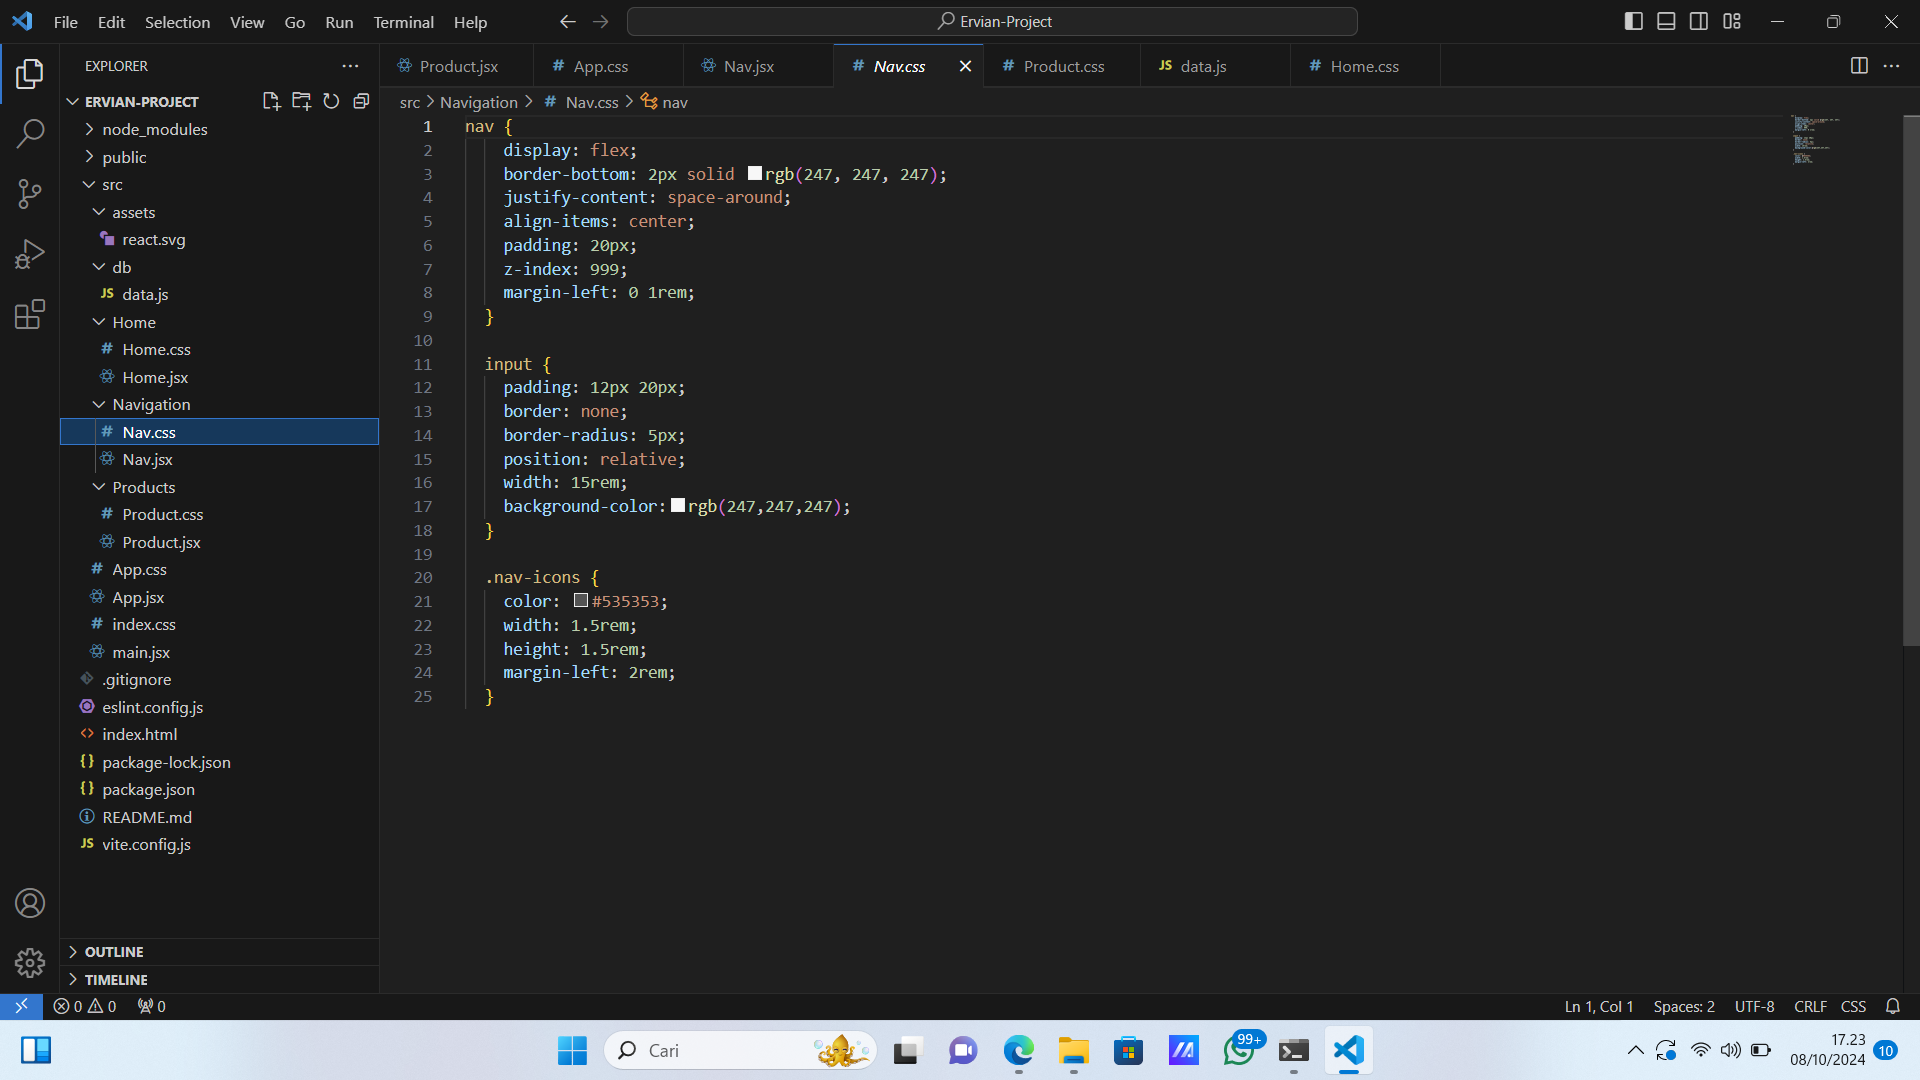 File Edit Selection View Go Run Terminal Help
Ervian-Project
EXPLORER
Product.jsx
# App.css
Nav.jsx
# Nav.css
# Product.css
JS data.js
# Home.css
src > Navigation > # Nav.css > nav
ERVIAN-PROJECT
node_modules
public
src
assets
react.svg
db
JS data.js
Home
# Home.css
Home.jsx
Navigation
# Nav.css
Nav.jsx
Products
# Product.css
Product.jsx
# App.css
App.jsx
# index.css
main.jsx
.gitignore
eslint.config.js
<> index.html
{} package-lock.json
{} package.json
README.md
JS vite.config.js
OUTLINE
TIMELINE
1 nav {
2 display: flex;
3 border-bottom: 2px solid rgb(247, 247, 247);
4 justify-content: space-around;
5 align-items: center;
6 padding: 20px;
7 z-index: 999;
8 margin-left: 0 1rem;
9 }
10
11 input {
12 padding: 12px 20px;
13 border: none;
14 border-radius: 5px;
15 position: relative;
16 width: 15rem;
17 background-color: rgb(247,247,247);
18 }
19
20 .nav-icons {
21 color: #535353;
22 width: 1.5rem;
23 height: 1.5rem;
24 margin-left: 2rem;
25 }
0 0 0
Ln 1, Col 1 Spaces: 2 UTF-8 CRLF CSS
Cari
99+
17.23
08/10/2024
10